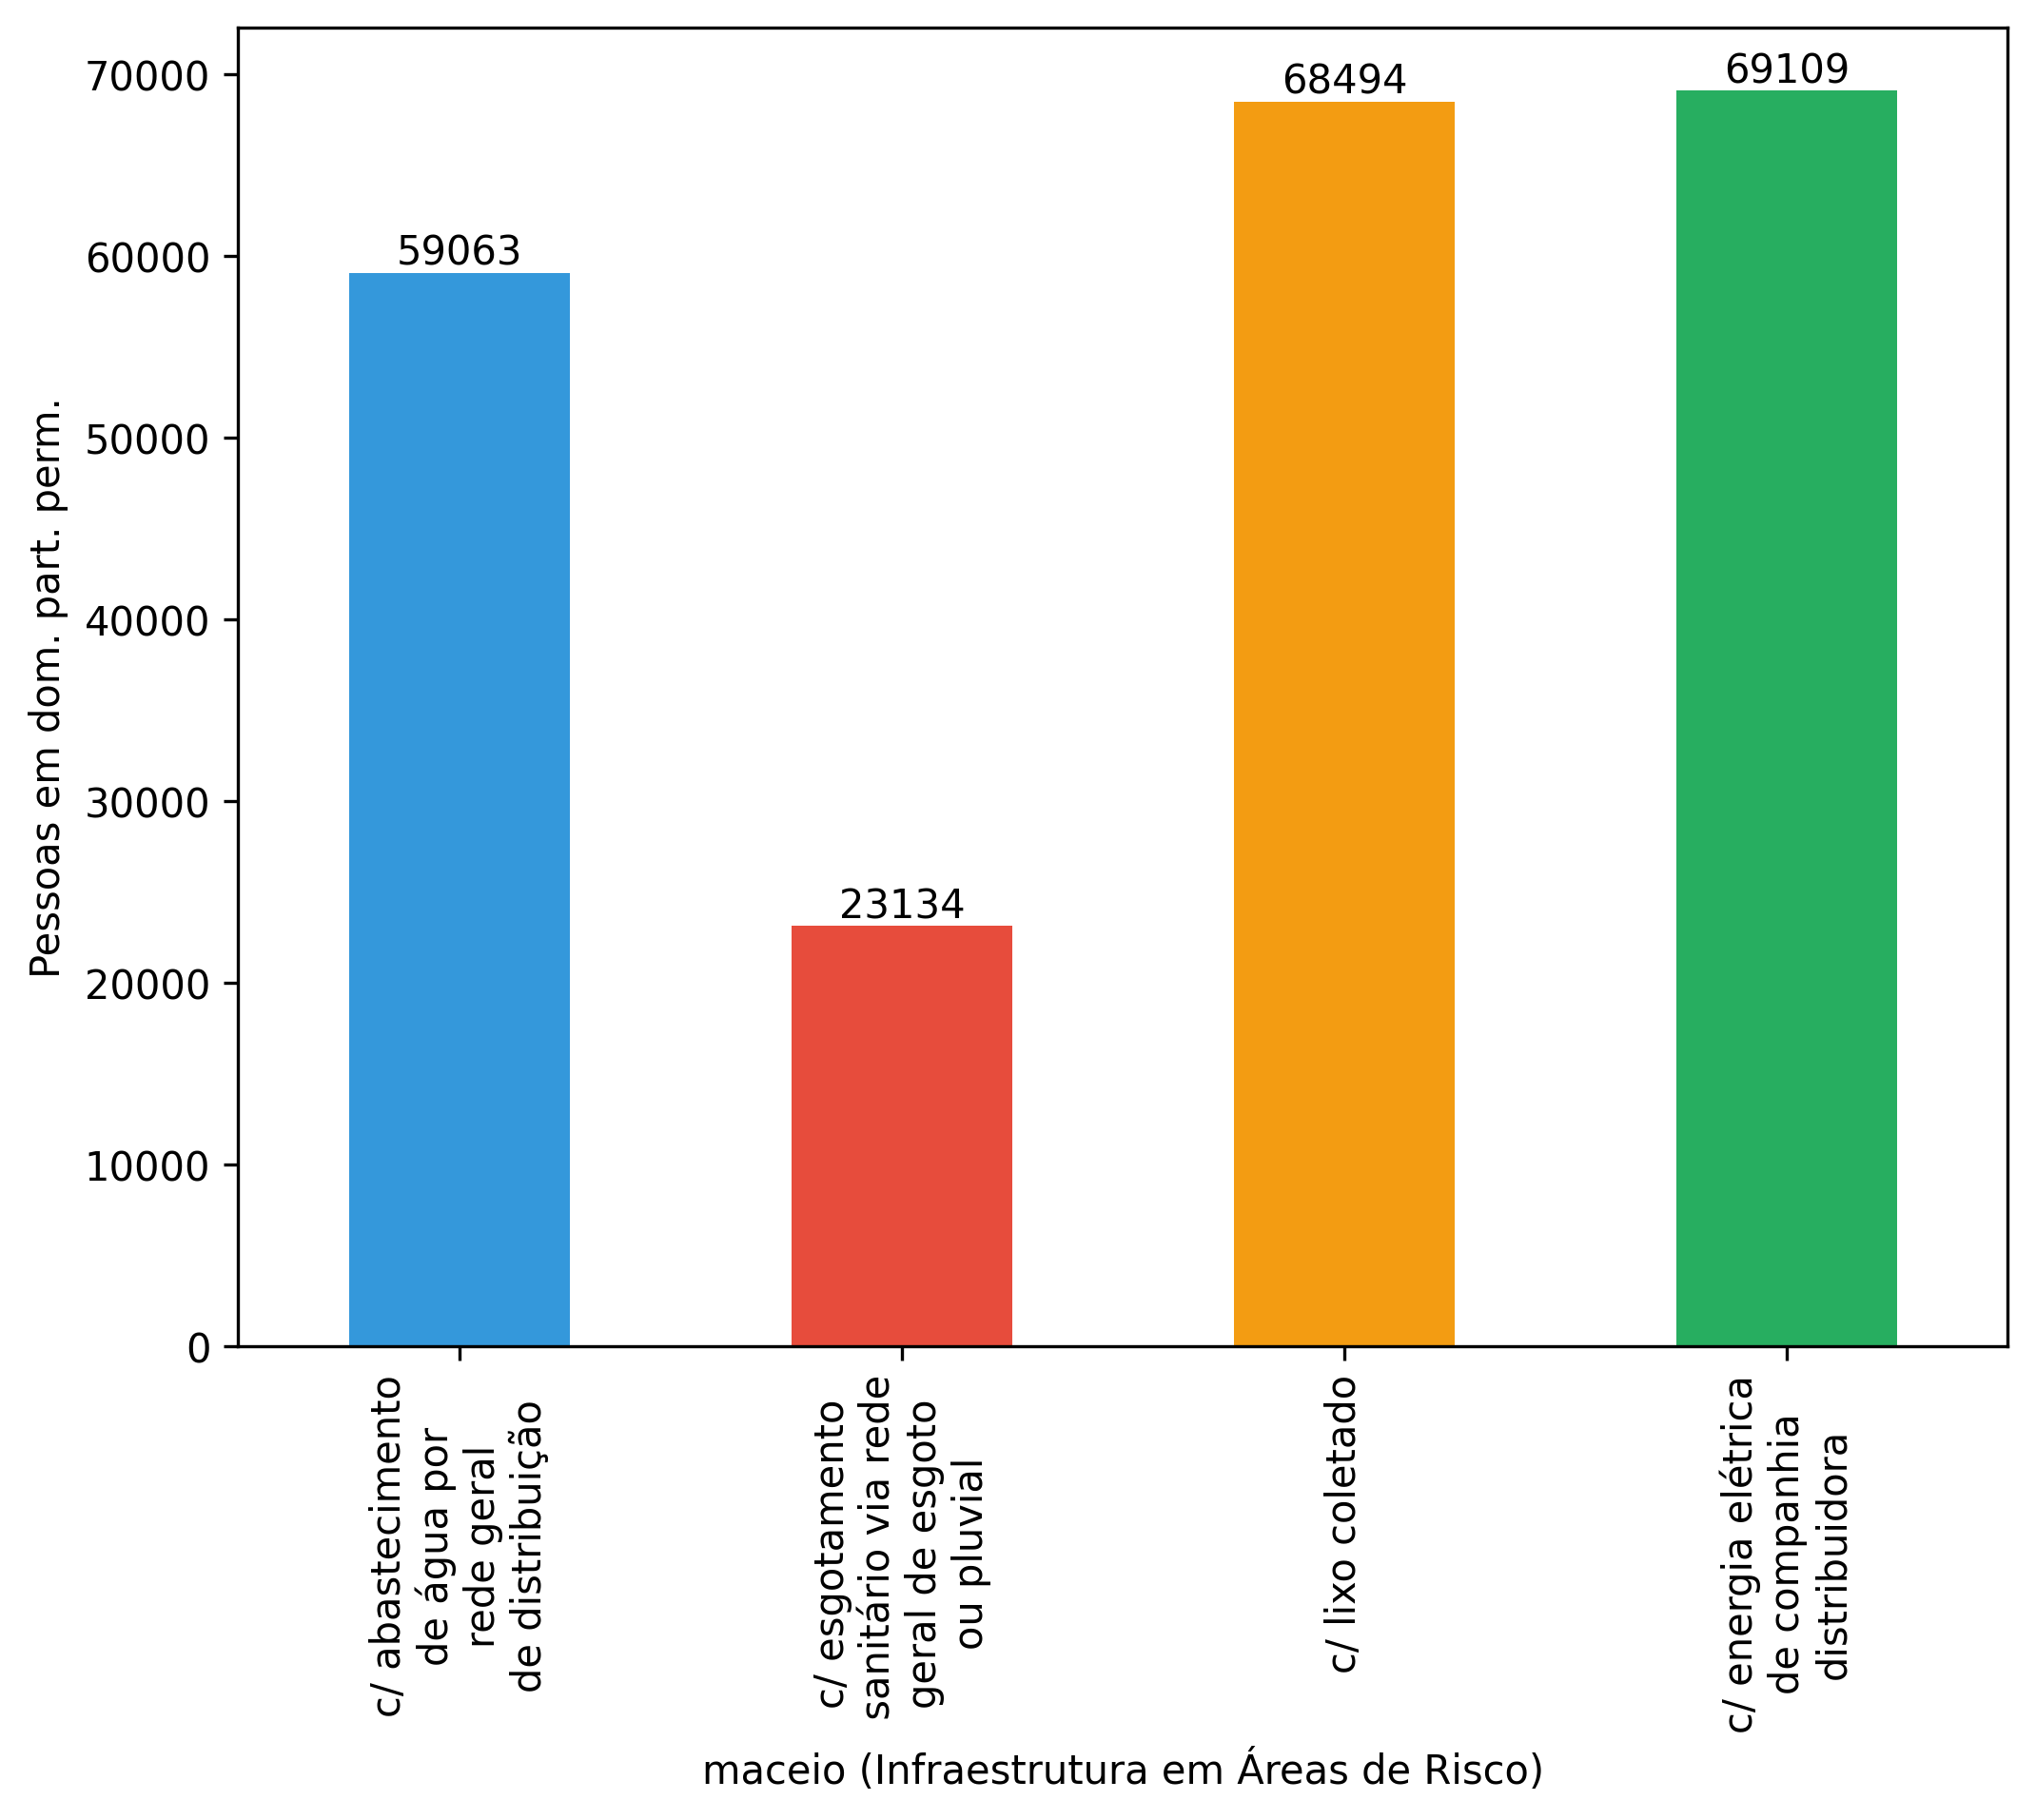 70000
60000
50000
40000
30000
20000
10000
0
Pessoas em dom. part. perm.
59063
23134
68494
69109
c/ abastecimento
de água por
rede geral
de distribuição
c/ esgotamento
sanitário via rede
geral de esgoto
ou pluvial
c/ lixo coletado
c/ energia elétrica
de companhia
distribuidora
maceio (Infraestrutura em Áreas de Risco)